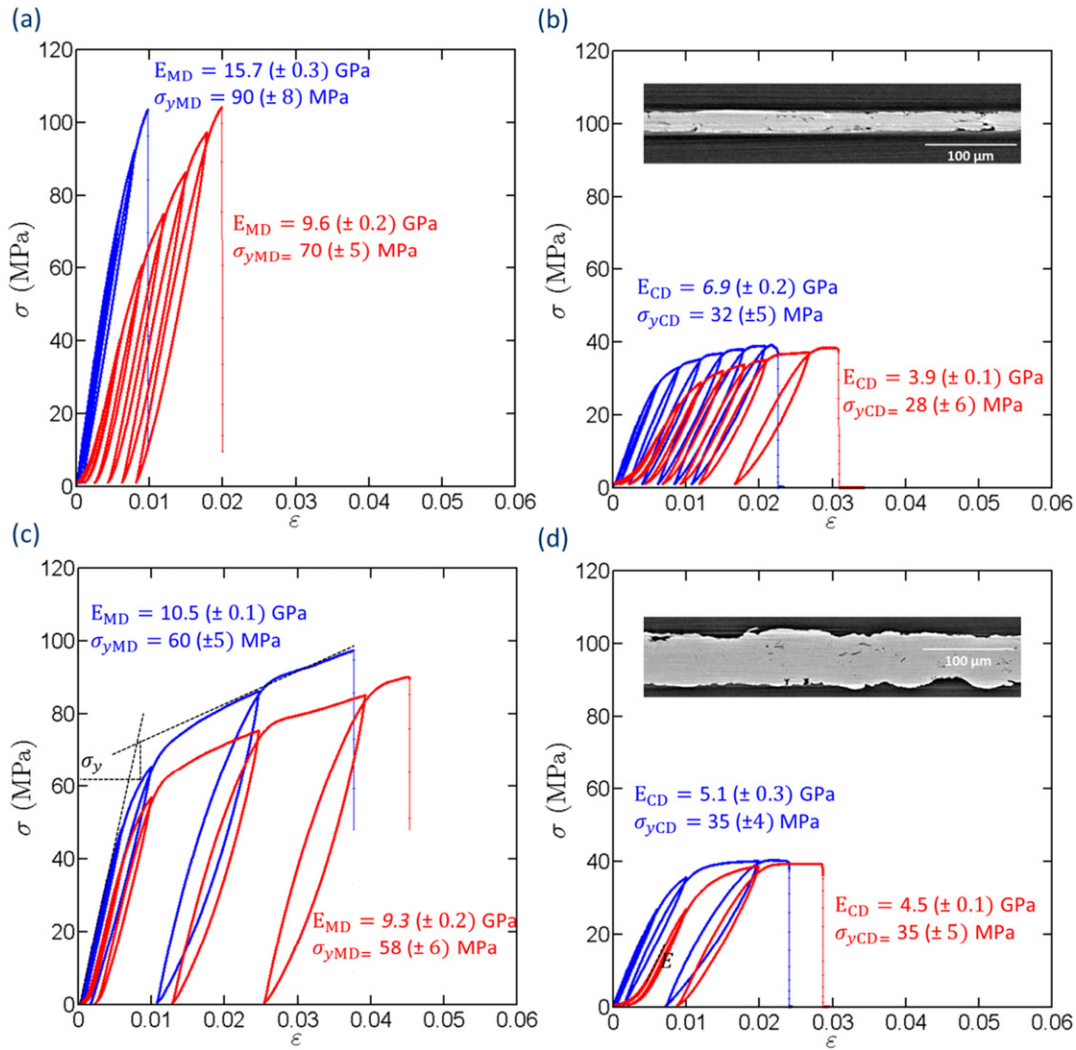 (a)
120
100
80
60
40
20
0
σ (MPa)
E_MD = 15.7 (± 0.3) GPa
σ_yMD = 90 (± 8) MPa
E_MD = 9.6 (± 0.2) GPa
σ_yMD= 70 (± 5) MPa
0 0.01 0.02 0.03 0.04 0.05 0.06
ε
(b)
120
100
80
60
40
20
0
σ (MPa)
100 µm
E_CD = 6.9 (± 0.2) GPa
σ_yCD = 32 (±5) MPa
E_CD = 3.9 (± 0.1) GPa
σ_yCD= 28 (± 6) MPa
0 0.01 0.02 0.03 0.04 0.05 0.06
ε
(c)
120
100
80
60
40
20
0
σ (MPa)
E_MD = 10.5 (± 0.1) GPa
σ_yMD = 60 (±5) MPa
σ_y
E_MD = 9.3 (± 0.2) GPa
σ_yMD= 58 (± 6) MPa
0 0.01 0.02 0.03 0.04 0.05 0.06
ε
(d)
120
100
80
60
40
20
0
σ (MPa)
100 µm
E_CD = 5.1 (± 0.3) GPa
σ_yCD = 35 (±4) MPa
E_CD = 4.5 (± 0.1) GPa
σ_yCD= 35 (± 5) MPa
E
0 0.01 0.02 0.03 0.04 0.05 0.06
ε